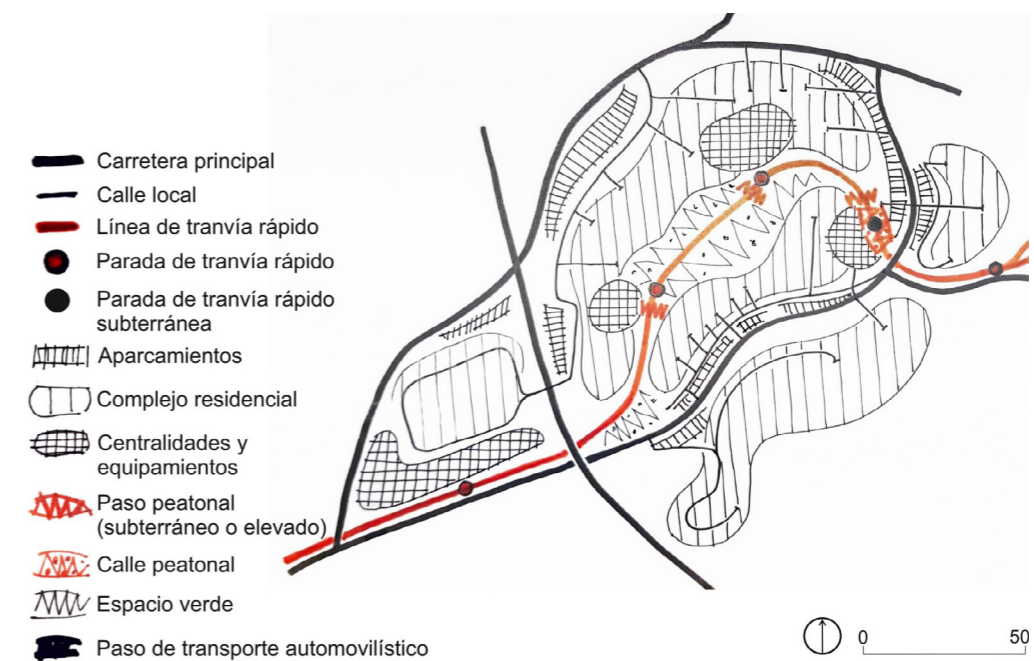 Carretera principal
Calle local
Línea de tranvía rápido
Parada de tranvía rápido
Parada de tranvía rápido
subterránea
Aparcamientos
Complejo residencial
Centralidades y
equipamientos
Paso peatonal
(subterráneo o elevado)
Calle peatonal
Espacio verde
Paso de transporte automovilístico
0 50